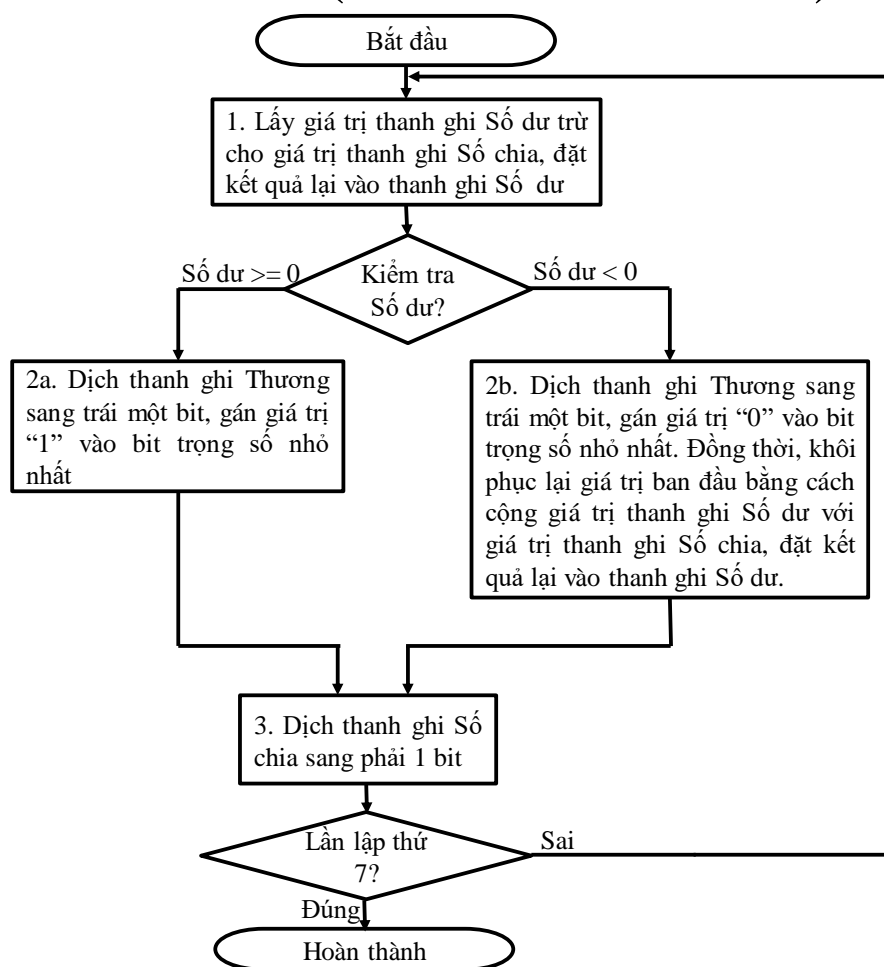 Bắt đầu
1. Lấy giá trị thanh ghi Số dư trừ
cho giá trị thanh ghi Số chia, đặt
kết quả lại vào thanh ghi Số dư
Số dư >= 0
Kiểm tra
Số dư?
Số dư < 0
2a. Dịch thanh ghi Thương
sang trái một bit, gán giá trị
“1” vào bit trọng số nhỏ
nhất
2b. Dịch thanh ghi Thương sang
trái một bit, gán giá trị “0” vào bit
trọng số nhỏ nhất. Đồng thời, khôi
phục lại giá trị ban đầu bằng cách
cộng giá trị thanh ghi Số dư với
giá trị thanh ghi Số chia, đặt kết
quả lại vào thanh ghi Số dư.
3. Dịch thanh ghi Số
chia sang phải 1 bit
Lần lập thứ
7?
Sai
Đúng
Hoàn thành